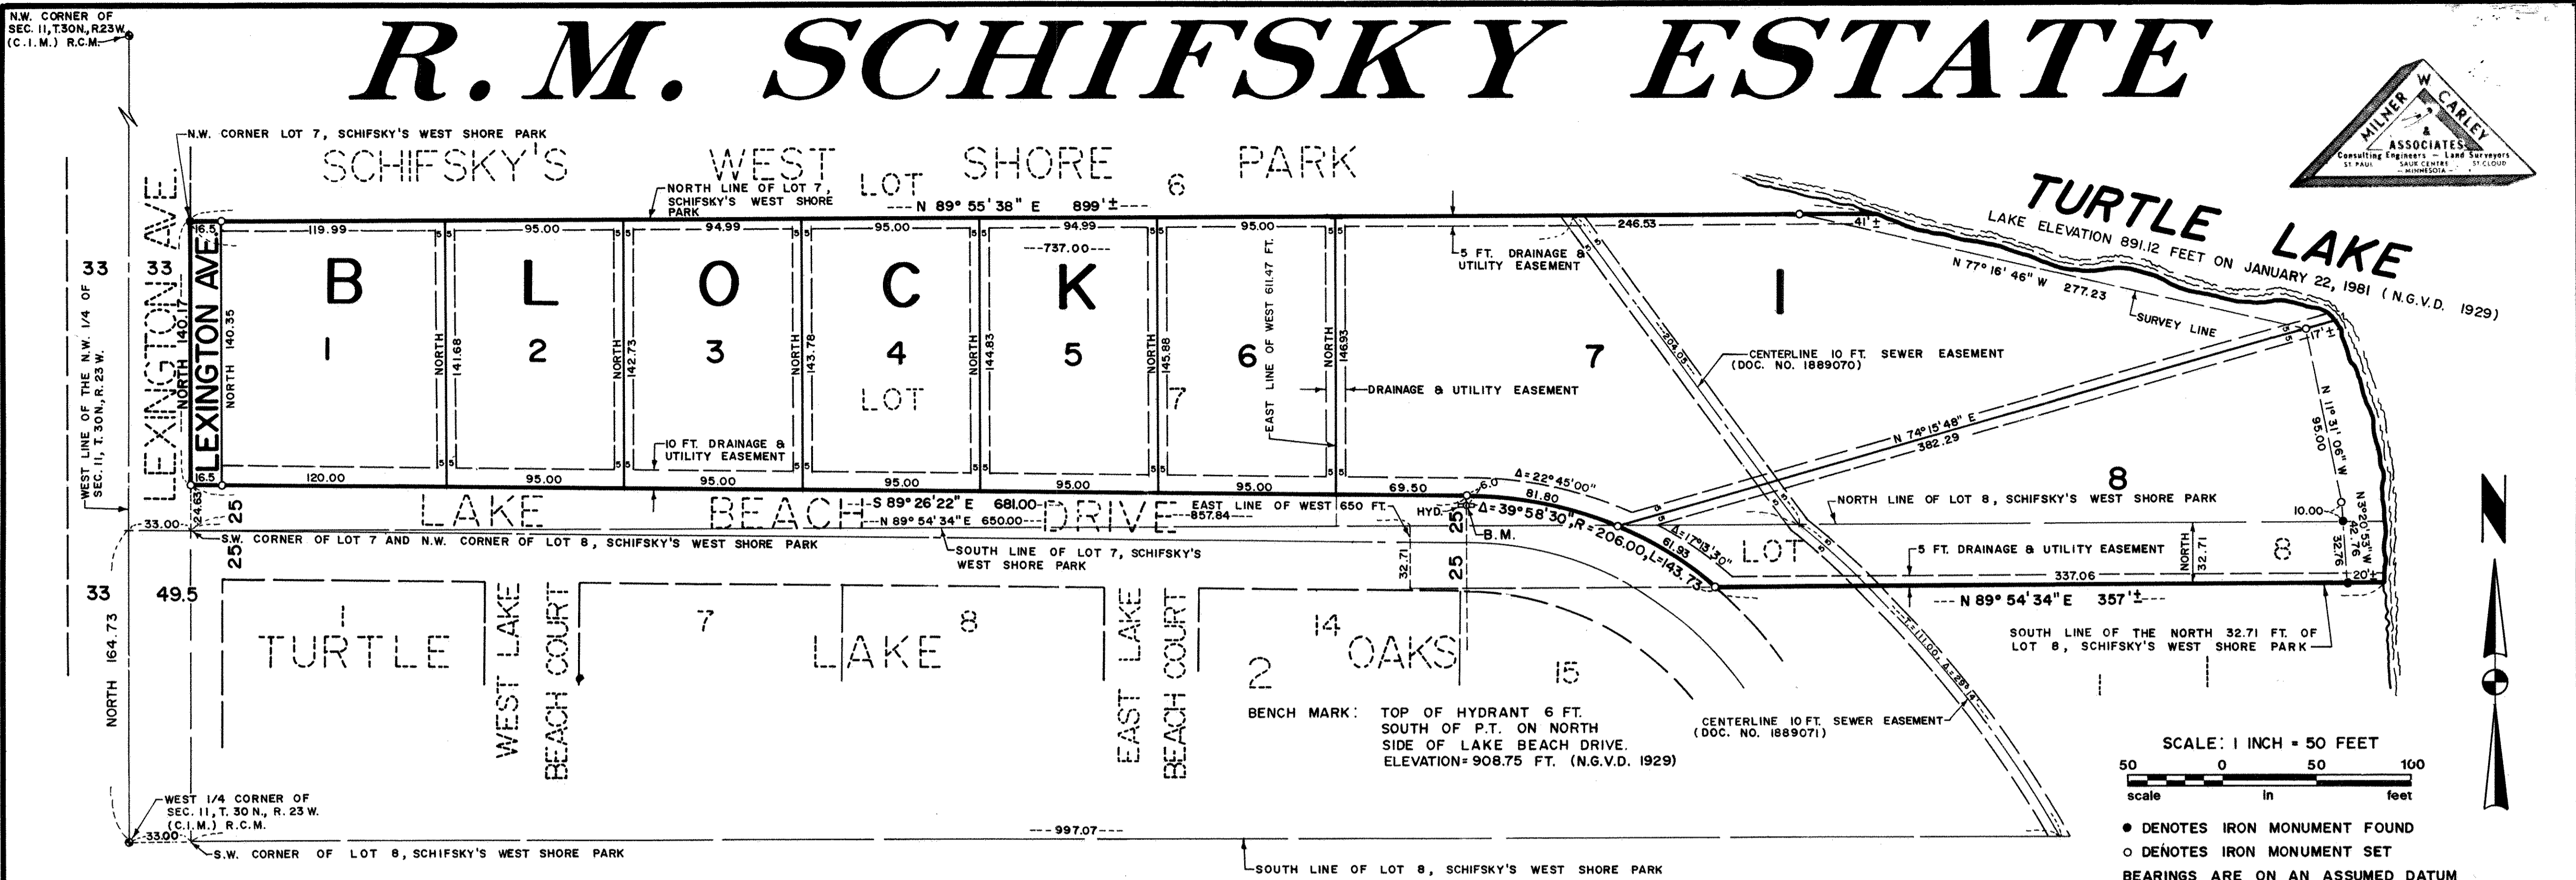 R. M. SCHIFSKY ESTATE
N.W. CORNER OF
SEC. 11, T.30N., R.23W.
(C.I.M.) R.C.M.
MILNER W CARLEY
&
ASSOCIATES
Consulting Engineers — Land Surveyors
ST PAUL SAUK CENTRE ST CLOUD
— MINNESOTA —
N.W. CORNER LOT 7, SCHIFSKY'S WEST SHORE PARK
SCHIFSKY'S WEST SHORE PARK
LOT 6
NORTH LINE OF LOT 7,
SCHIFSKY'S WEST SHORE
PARK
--- N 89° 55' 38" E 899'± ---
TURTLE LAKE
LAKE ELEVATION 891.12 FEET ON JANUARY 22, 1981 (N.G.V.D. 1929)
N 77° 16' 46" W 277.23
SURVEY LINE
16.5 119.99 95.00 94.99 95.00 94.99 95.00 246.53 41'±
---737.00---
5 FT. DRAINAGE &
UTILITY EASEMENT
33 33
LEXINGTON AVE.
LEXINGTON AVE.
NORTH 140.17
NORTH 140.35
WEST LINE OF THE N.W. 1/4 OF
SEC. 11, T. 30N., R. 23 W.
B L O C K 1
1 2 3 4 5 6 7 8
NORTH 141.68
NORTH 142.73
NORTH 143.78
NORTH 144.83
NORTH 145.88
NORTH 146.93
EAST LINE OF WEST 611.47 FT.
LOT 7
DRAINAGE & UTILITY EASEMENT
10 FT. DRAINAGE &
UTILITY EASEMENT
204.05
CENTERLINE 10 FT. SEWER EASEMENT
(DOC. NO. 1889070)
N 74° 15' 48" E
382.29
17'±
N 11° 31' 06" W
95.00
16.5 120.00 95.00 95.00 95.00 95.00 95.00 69.50
6.0
Δ = 22° 45' 00"
81.80
Δ = 39° 58' 30", R = 206.00, L = 143.73
Δ = 17° 13' 30"
61.93
LAKE BEACH DRIVE
S 89° 26' 22" E 681.00
N 89° 54' 34" E 650.00
857.84
EAST LINE OF WEST 650 FT.
HYD.
B.M.
24.63
25
25
25
25
32.71
33.00
S.W. CORNER OF LOT 7 AND N.W. CORNER OF LOT 8, SCHIFSKY'S WEST SHORE PARK
SOUTH LINE OF LOT 7, SCHIFSKY'S
WEST SHORE PARK
NORTH LINE OF LOT 8, SCHIFSKY'S WEST SHORE PARK
10.00
N 3° 20' 53" W
42.76
32.76
LOT 8
5 FT. DRAINAGE & UTILITY EASEMENT
NORTH
32.71
337.06
20'±
--- N 89° 54' 34" E 357'± ---
SOUTH LINE OF THE NORTH 32.71 FT. OF
LOT 8, SCHIFSKY'S WEST SHORE PARK
33 49.5
NORTH 164.73
1 7 8 14 15
TURTLE LAKE OAKS
2
WEST LAKE
BEACH COURT
EAST LAKE
BEACH COURT
BENCH MARK: TOP OF HYDRANT 6 FT.
SOUTH OF P.T. ON NORTH
SIDE OF LAKE BEACH DRIVE.
ELEVATION = 908.75 FT. (N.G.V.D. 1929)
CENTERLINE 10 FT. SEWER EASEMENT
(DOC. NO. 1889071)
SCALE: 1 INCH = 50 FEET
50 0 50 100
scale in feet
WEST 1/4 CORNER OF
SEC. 11, T. 30 N., R. 23 W.
(C.I.M.) R.C.M.
33.00
--- 997.07 ---
S.W. CORNER OF LOT 8, SCHIFSKY'S WEST SHORE PARK
SOUTH LINE OF LOT 8, SCHIFSKY'S WEST SHORE PARK
N
● DENOTES IRON MONUMENT FOUND
○ DENOTES IRON MONUMENT SET
BEARINGS ARE ON AN ASSUMED DATUM